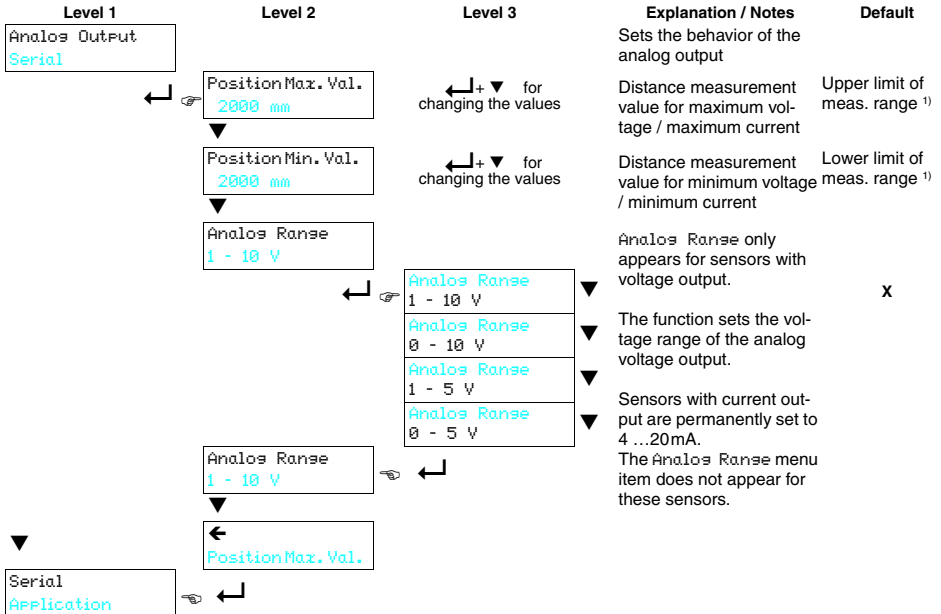 Level 1 Level 2 Level 3 Explanation / Notes Default
Analog Output
Serial
Sets the behavior of the
analog output
Position Max. Val.
2000 mm
+ ▼ for
changing the values
Distance measurement
value for maximum vol-
tage / maximum current
Upper limit of
meas. range 1)
▼
Position Min. Val.
2000 mm
+ ▼ for
changing the values
Distance measurement
value for minimum voltage
/ minimum current
Lower limit of
meas. range 1)
▼
Analog Range
1 - 10 V
Analog Range only
appears for sensors with
voltage output.
Analog Range
1 - 10 V
▼
X
Analog Range
0 - 10 V
▼
The function sets the vol-
tage range of the analog
voltage output.
Analog Range
1 - 5 V
▼
Analog Range
0 - 5 V
▼
Sensors with current out-
put are permanently set to
4 …20mA.
The Analog Range menu
item does not appear for
these sensors.
Analog Range
1 - 10 V
▼
←
Position Max. Val.
▼
Serial
Application